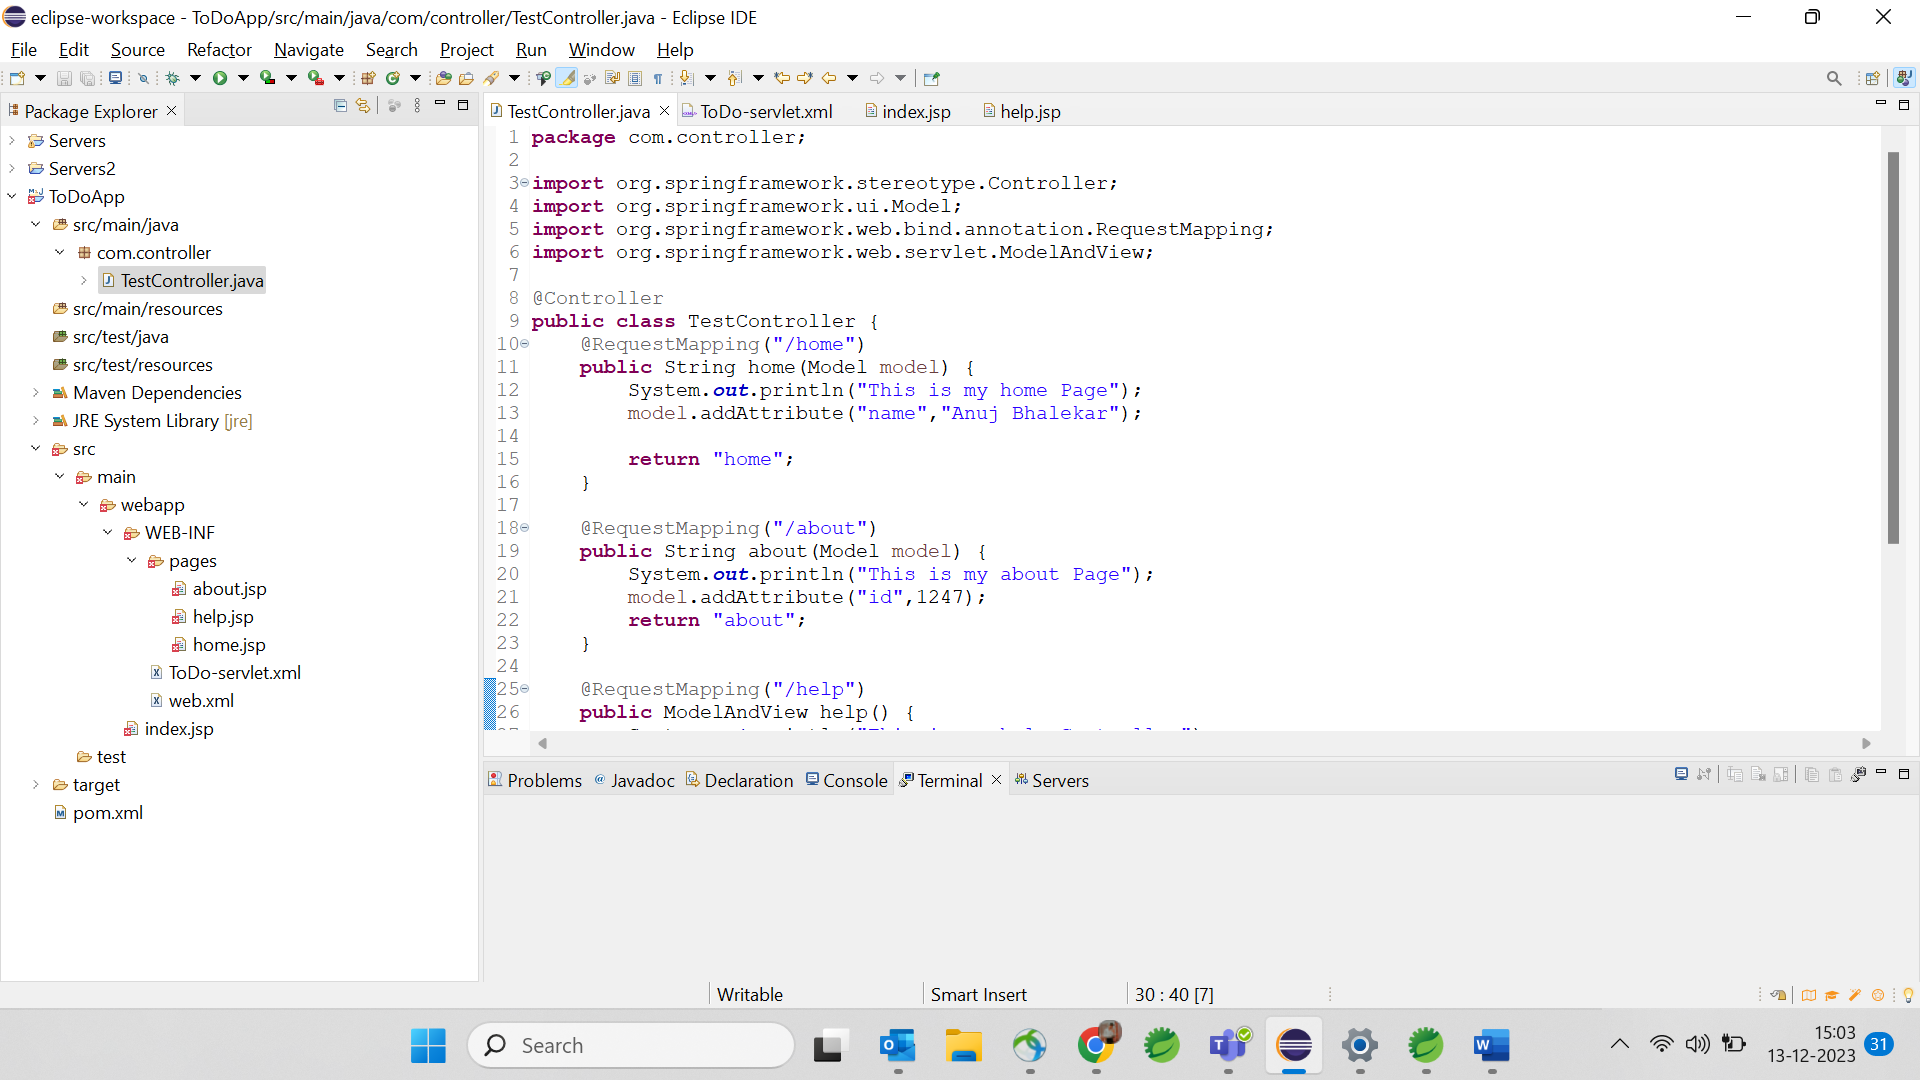 eclipse-workspace - ToDoApp/src/main/java/com/controller/TestController.java - Eclipse IDE
File Edit Source Refactor Navigate Search Project Run Window Help
Package Explorer
Servers
Servers2
ToDoApp
src/main/java
com.controller
TestController.java
src/main/resources
src/test/java
src/test/resources
Maven Dependencies
JRE System Library [jre]
src
main
webapp
WEB-INF
pages
about.jsp
help.jsp
home.jsp
ToDo-servlet.xml
web.xml
index.jsp
test
target
pom.xml
TestController.java ToDo-servlet.xml index.jsp help.jsp
1 package com.controller;
2
3 import org.springframework.stereotype.Controller;
4 import org.springframework.ui.Model;
5 import org.springframework.web.bind.annotation.RequestMapping;
6 import org.springframework.web.servlet.ModelAndView;
7
8 @Controller
9 public class TestController {
10 @RequestMapping("/home")
11 public String home(Model model) {
12 System.out.println("This is my home Page");
13 model.addAttribute("name","Anuj Bhalekar");
14
15 return "home";
16 }
17
18 @RequestMapping("/about")
19 public String about(Model model) {
20 System.out.println("This is my about Page");
21 model.addAttribute("id",1247);
22 return "about";
23 }
24
25 @RequestMapping("/help")
26 public ModelAndView help() {
Problems Javadoc Declaration Console Terminal Servers
Writable Smart Insert 30 : 40 [7]
Search
15:03
13-12-2023 31